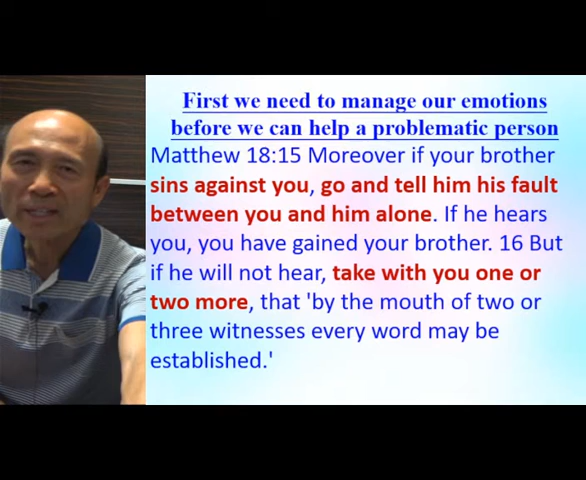 First we need to manage our emotions
before we can help a problematic person
Matthew 18:15 Moreover if your brother
sins against you, go and tell him his fault
between you and him alone. If he hears
you, you have gained your brother. 16 But
if he will not hear, take with you one or
two more, that 'by the mouth of two or
three witnesses every word may be
established.'